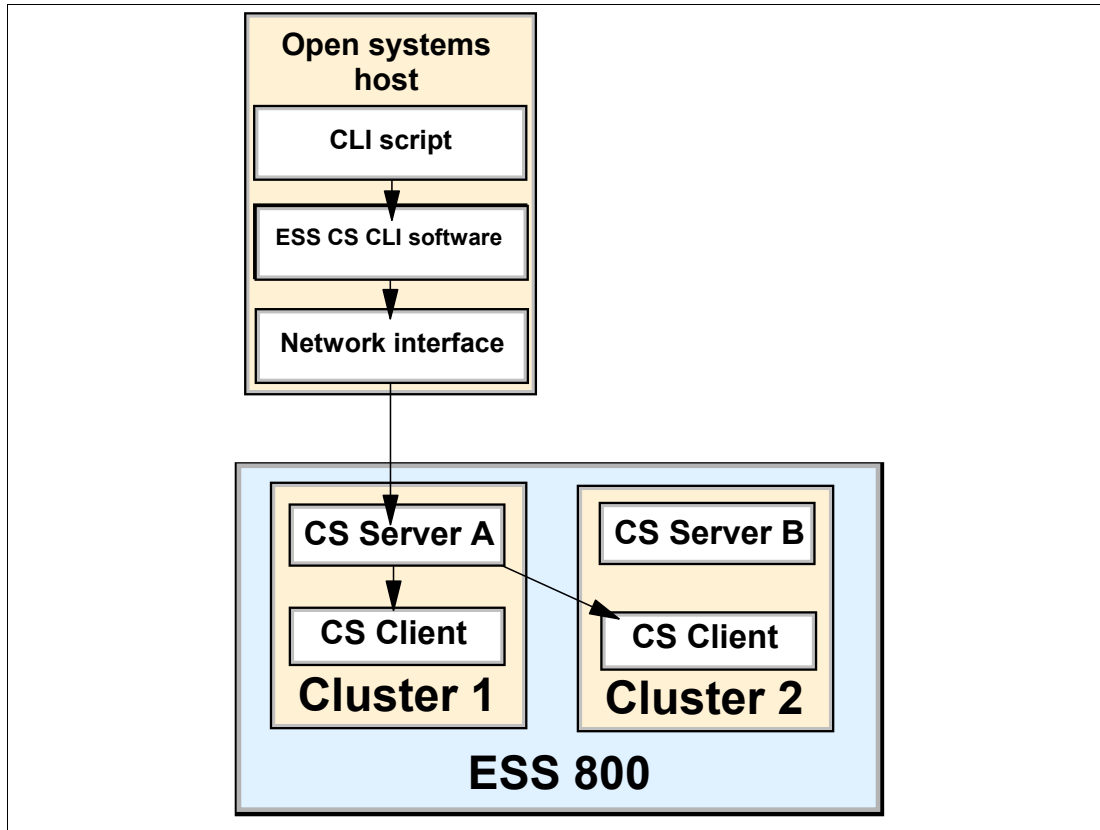 Open systems
host
CLI script
ESS CS CLI software
Network interface
CS Server A
CS Client
Cluster 1
CS Server B
CS Client
Cluster 2
ESS 800